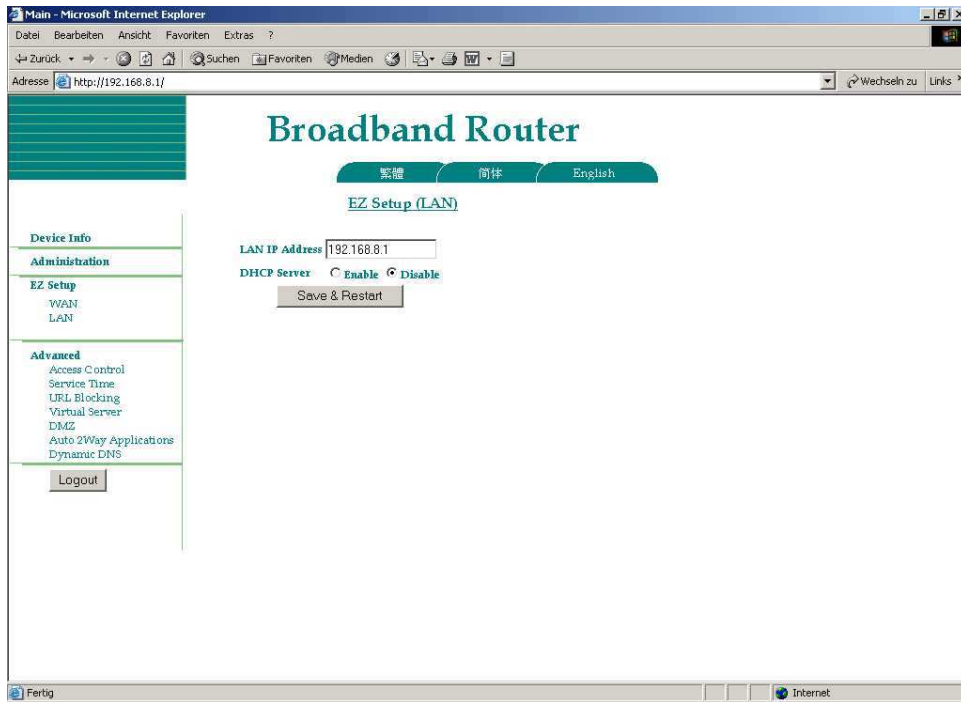 Main - Microsoft Internet Explorer
Datei Bearbeiten Ansicht Favoriten Extras ?
Zurück Suchen Favoriten Medien
Adresse http://192.168.8.1/ Wechseln zu Links
Broadband Router
繁體 简体 English
EZ Setup (LAN)
Device Info
Administration
EZ Setup
WAN
LAN
Advanced
Access Control
Service Time
URL Blocking
Virtual Server
DMZ
Auto 2Way Applications
Dynamic DNS
Logout
LAN IP Address 192.168.8.1
DHCP Server Enable Disable
Save & Restart
Fertig Internet